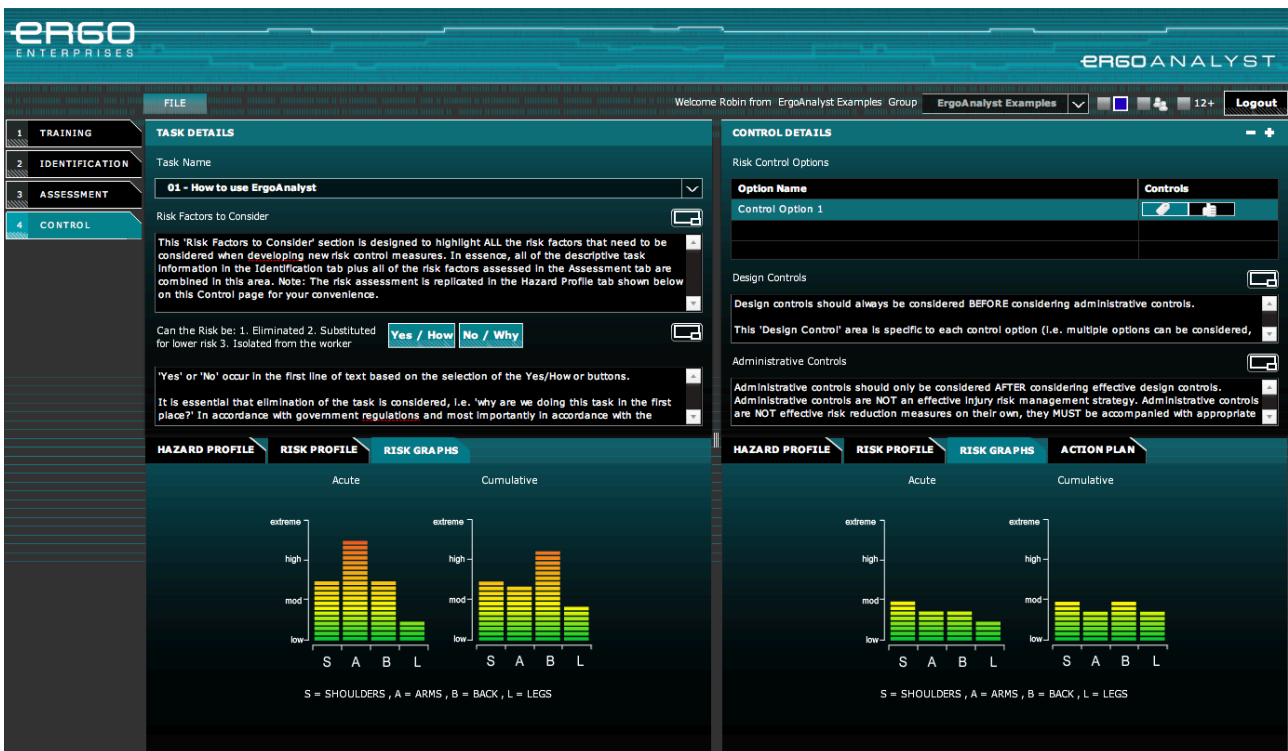 ERGO
ENTERPRISES
ERGOANALYST
FILE
Welcome Robin from ErgoAnalyst Examples Group
ErgoAnalyst Examples
12+
Logout
1 TRAINING
2 IDENTIFICATION
3 ASSESSMENT
4 CONTROL
TASK DETAILS
Task Name
01 - How to use ErgoAnalyst
Risk Factors to Consider
This 'Risk Factors to Consider' section is designed to highlight ALL the risk factors that need to be
considered when developing new risk control measures. In essence, all of the descriptive task
information in the Identification tab plus all of the risk factors assessed in the Assessment tab are
combined in this area. Note: The risk assessment is replicated in the Hazard Profile tab shown below
on this Control page for your convenience.
Can the Risk be: 1. Eliminated 2. Substituted
for lower risk 3. Isolated from the worker
Yes / How No / Why
'Yes' or 'No' occur in the first line of text based on the selection of the Yes/How or buttons.
It is essential that elimination of the task is considered, i.e. 'why are we doing this task in the first
place?' In accordance with government regulations and most importantly in accordance with the
HAZARD PROFILE RISK PROFILE RISK GRAPHS
Acute Cumulative
extreme extreme
high high
mod mod
low low
S A B L S A B L
S = SHOULDERS , A = ARMS , B = BACK , L = LEGS
CONTROL DETAILS
- +
Risk Control Options
Option Name Controls
Control Option 1
Design Controls
Design controls should always be considered BEFORE considering administrative controls.
This 'Design Control' area is specific to each control option (i.e. multiple options can be considered,
Administrative Controls
Administrative controls should only be considered AFTER considering effective design controls.
Administrative controls are NOT an effective injury risk management strategy. Administrative controls
are NOT effective risk reduction measures on their own, they MUST be accompanied with appropriate
HAZARD PROFILE RISK PROFILE RISK GRAPHS ACTION PLAN
Acute Cumulative
extreme extreme
high high
mod mod
low low
S A B L S A B L
S = SHOULDERS , A = ARMS , B = BACK , L = LEGS